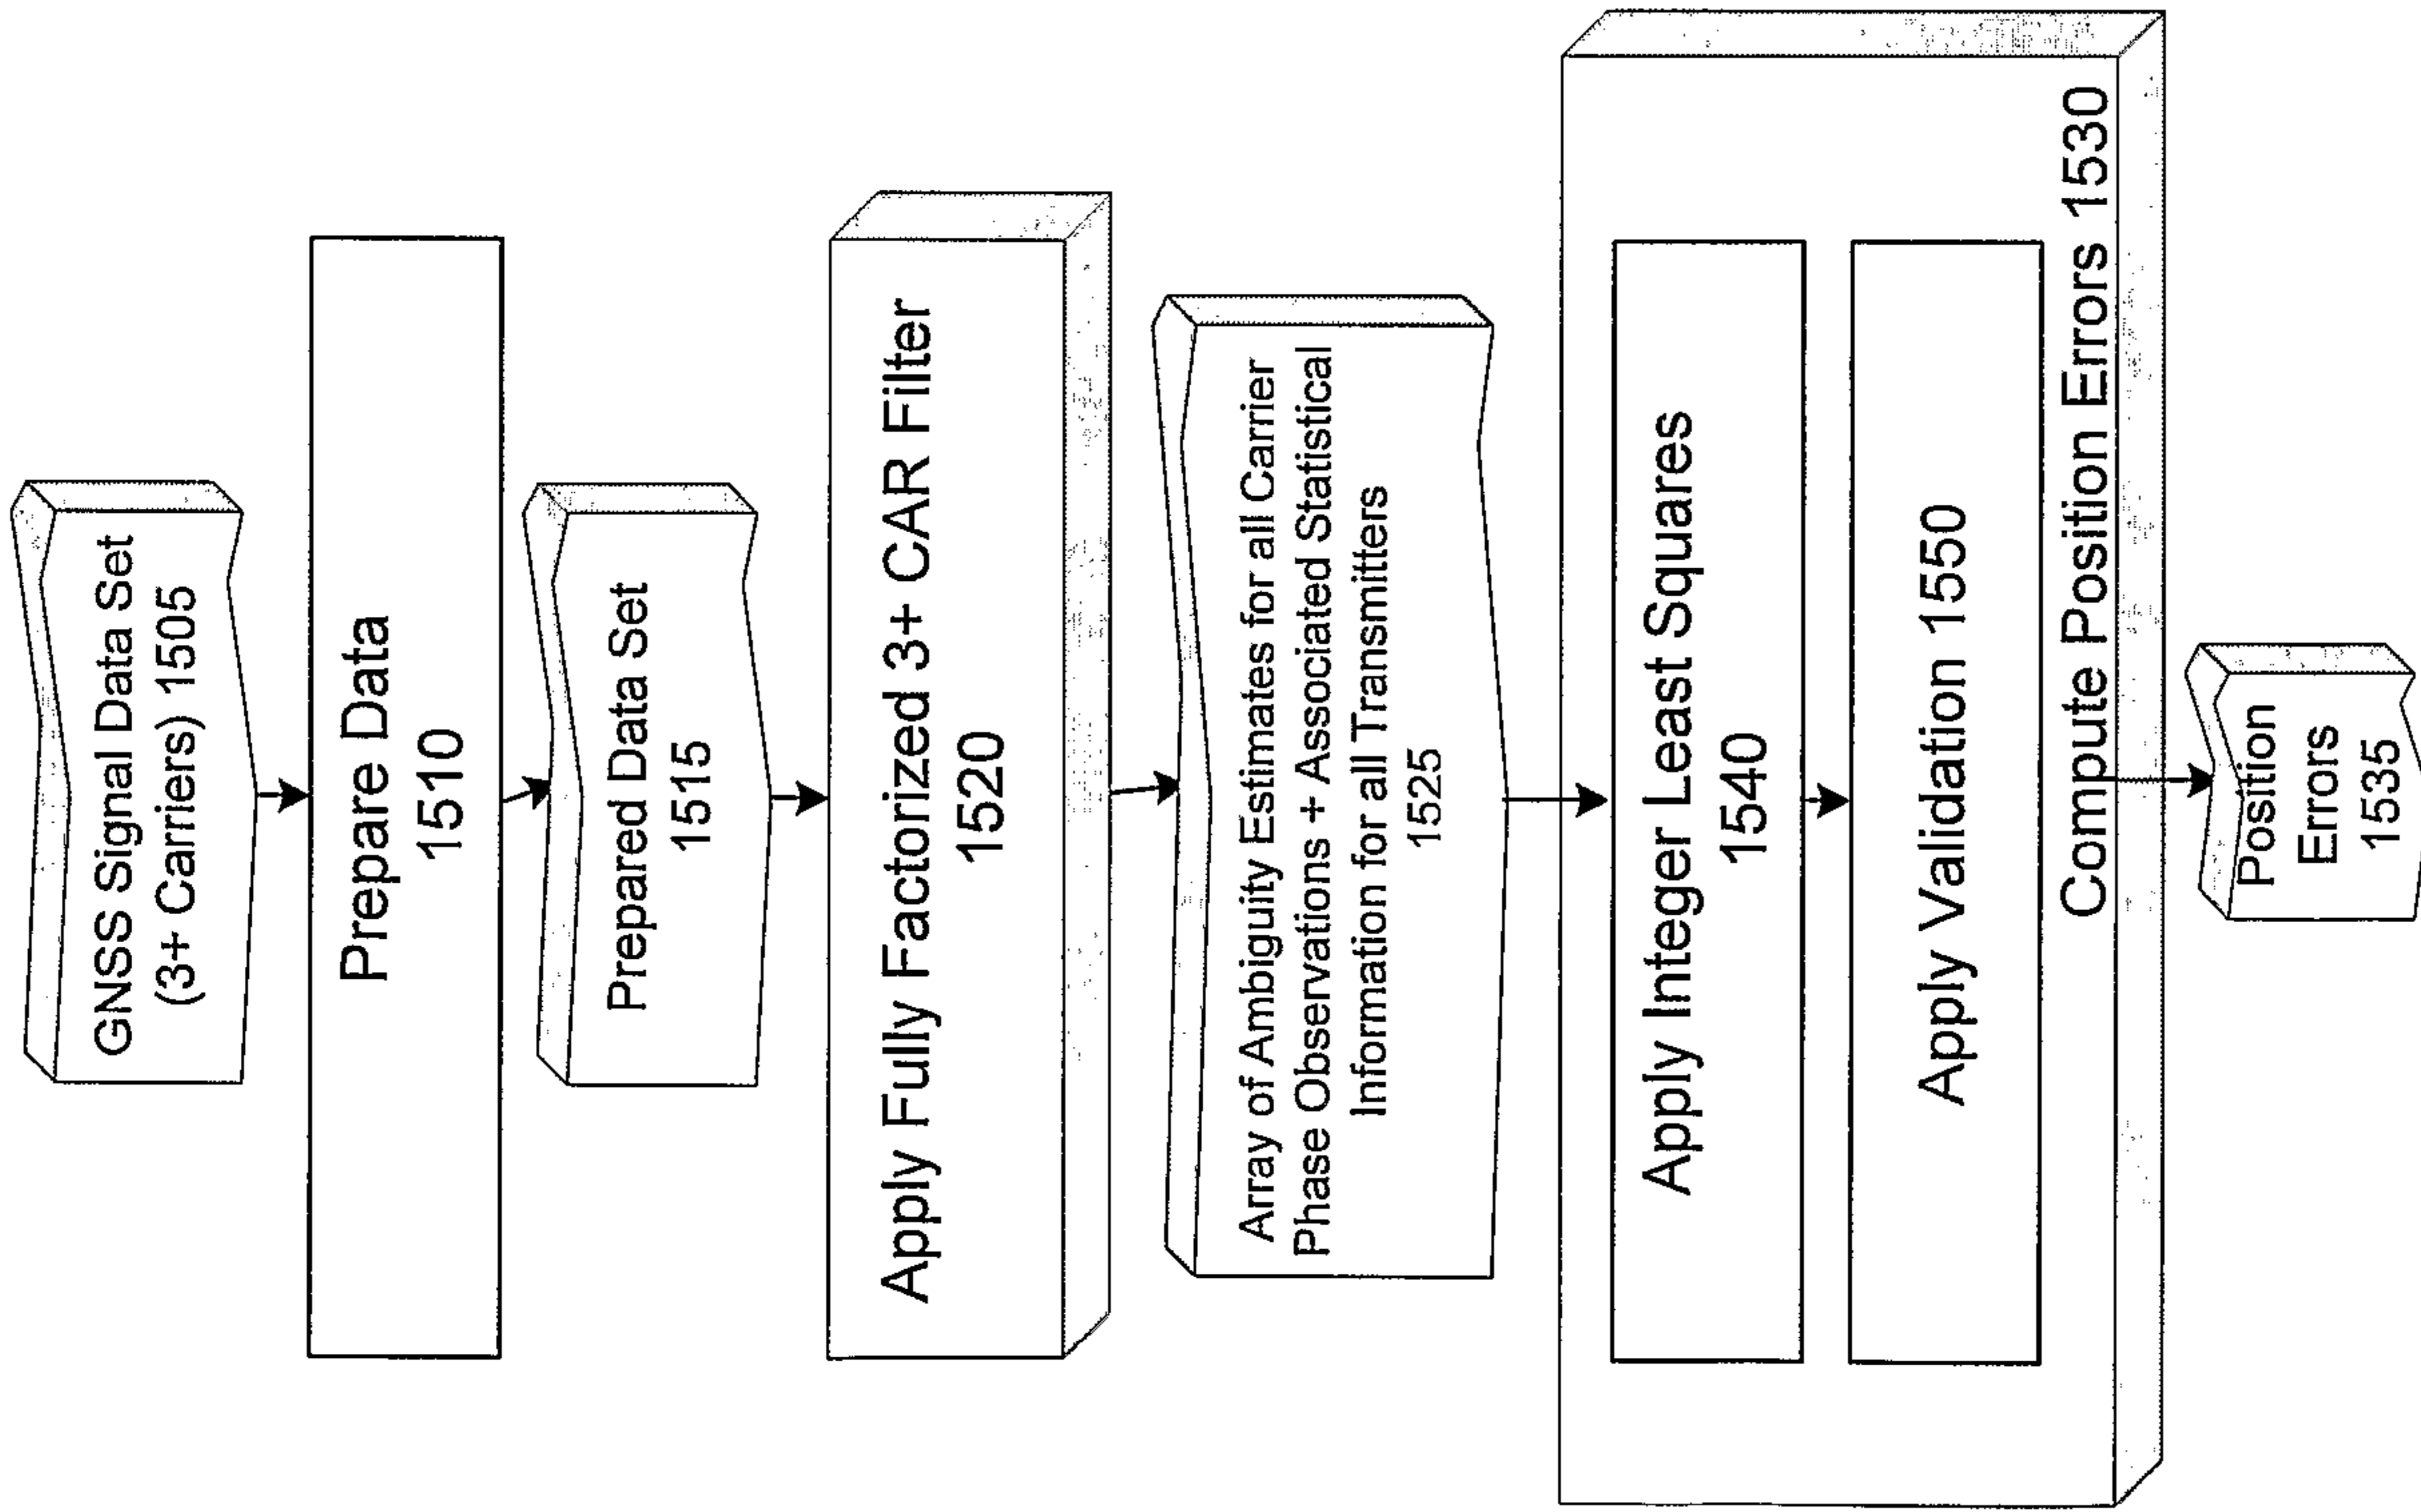 GNSS Signal Data Set
(3+ Carriers) 1505
Prepare Data
1510
Prepared Data Set
1515
Apply Fully Factorized 3+ CAR Filter
1520
Array of Ambiguity Estimates for all Carrier
Phase Observations + Associated Statistical
Information for all Transmitters
1525
Apply Integer Least Squares
1540
Apply Validation 1550
Compute Position Errors 1530
Position
Errors
1535